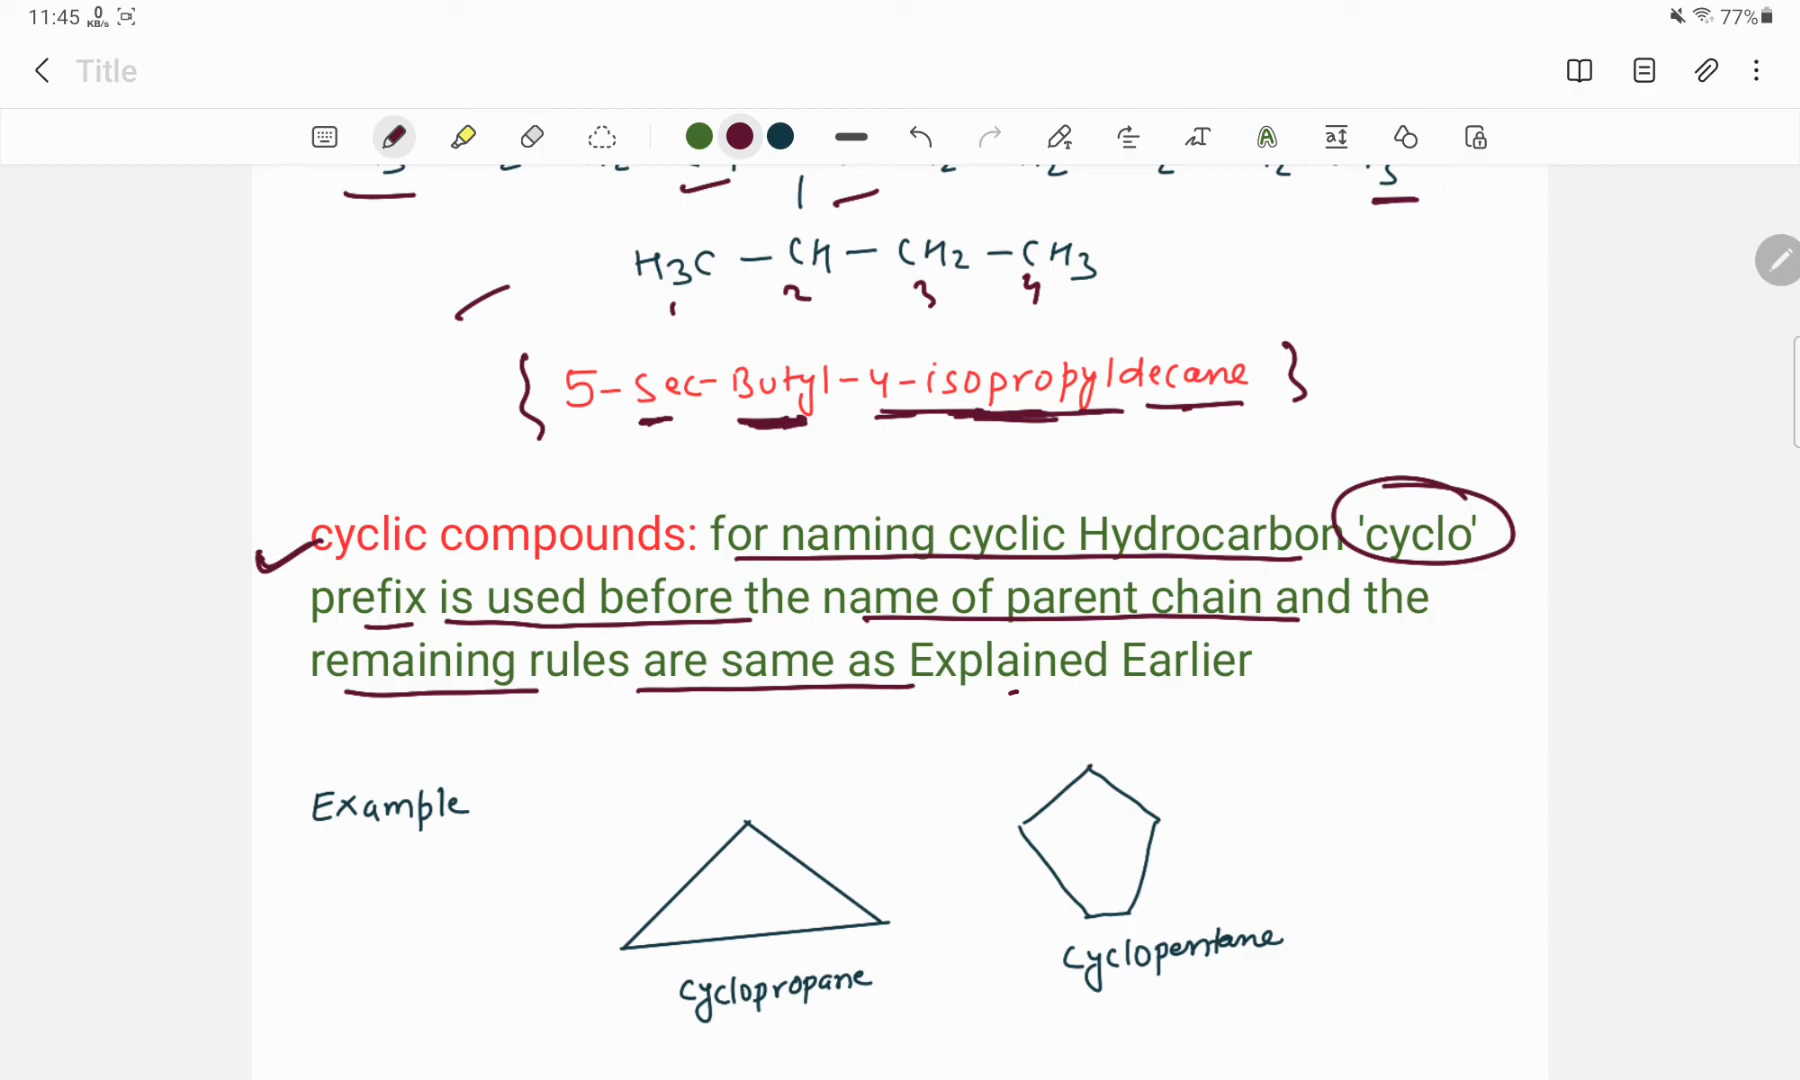 11:45 0 KB/s 77%
Title
H3C – CH – CH2 – CH3
1 2 3 4
{ 5-sec-Butyl-4-isopropyldecane }
cyclic compounds: for naming cyclic Hydrocarbon 'cyclo'
prefix is used before the name of parent chain and the
remaining rules are same as Explained Earlier
Example
cyclopropane
cyclopentane